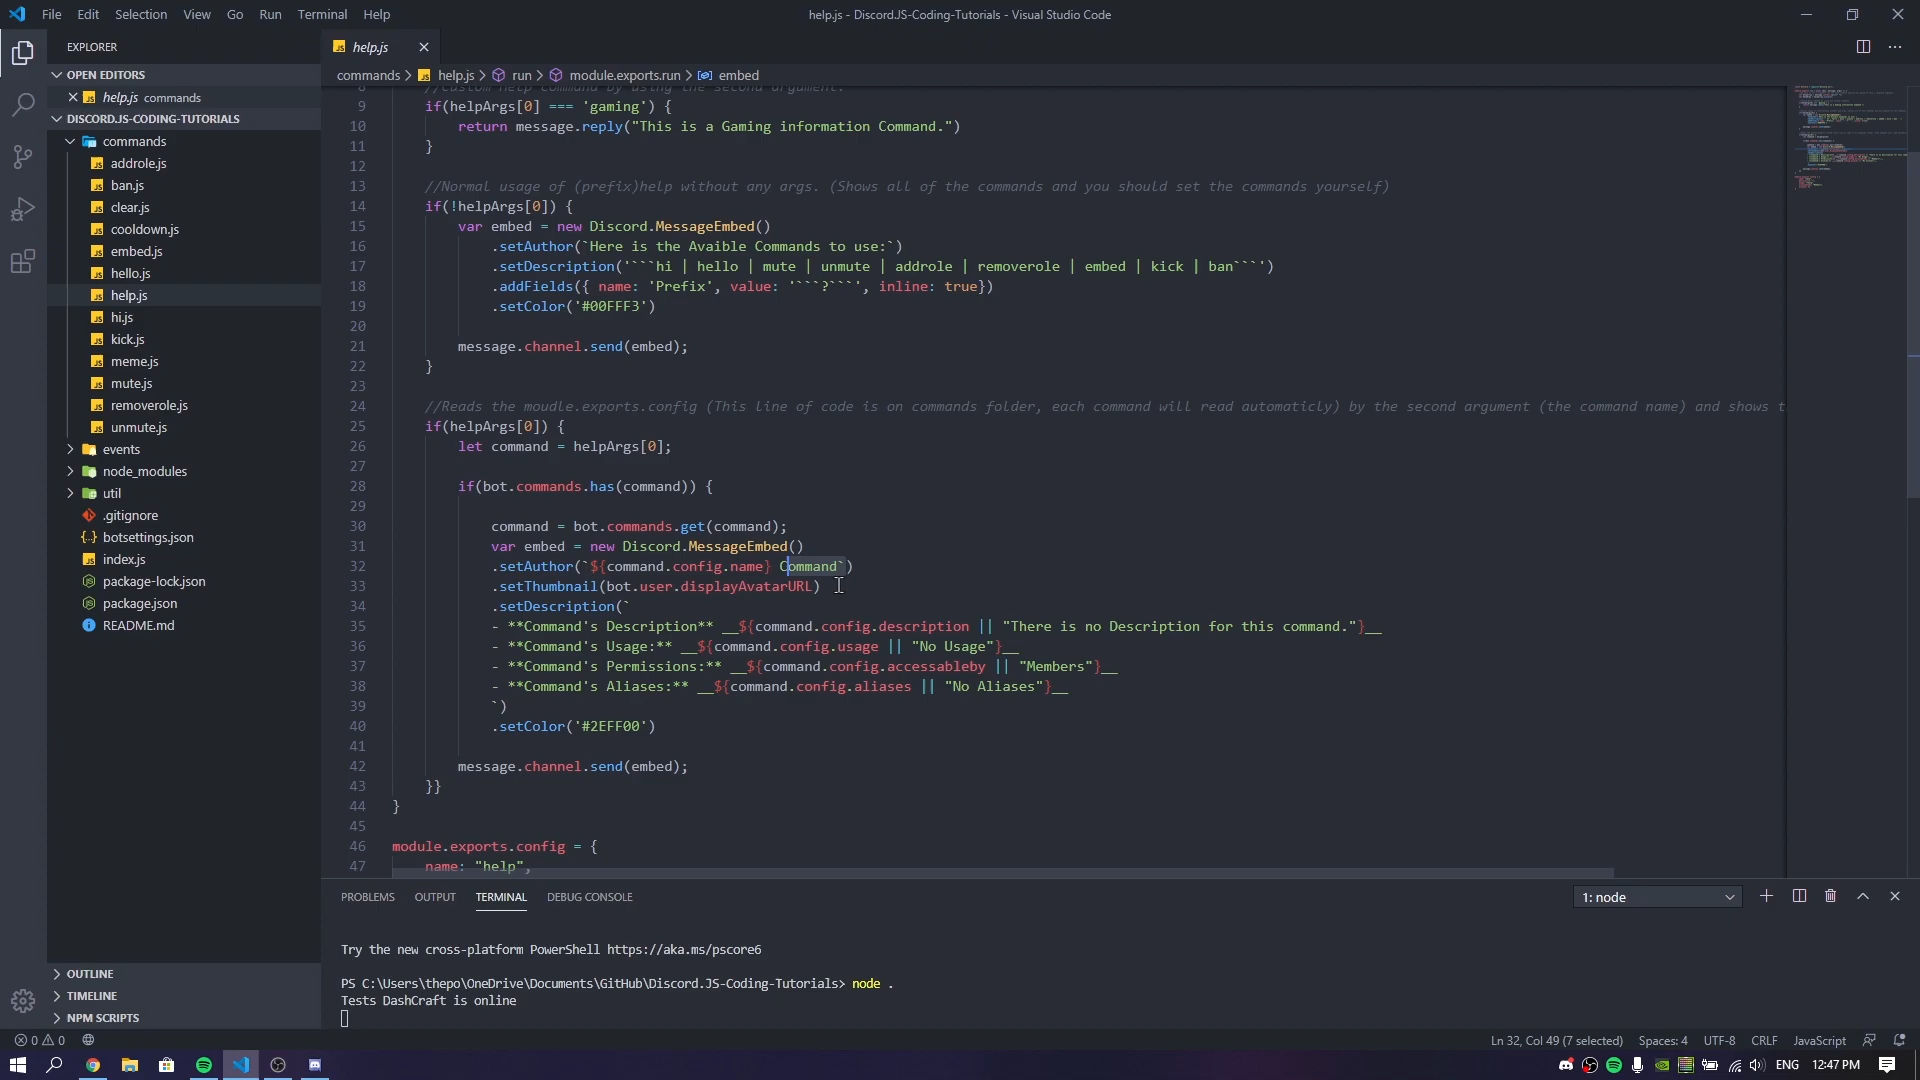 File Edit Selection View Go Run Terminal Help
help.js - Discord.JS-Coding-Tutorials - Visual Studio Code
EXPLORER
OPEN EDITORS
help.js commands
DISCORD.JS-CODING-TUTORIALS
commands
addrole.js
ban.js
clear.js
cooldown.js
embed.js
hello.js
help.js
hi.js
kick.js
meme.js
mute.js
removerole.js
unmute.js
events
node_modules
util
.gitignore
botsettings.json
index.js
package-lock.json
package.json
README.md
OUTLINE
TIMELINE
NPM SCRIPTS
help.js
commands > help.js > run > module.exports.run > embed
8 //Custom help command by using the second argument.
9 if(helpArgs[0] === 'gaming') {
10 return message.reply("This is a Gaming information Command.")
11 }
12
13 //Normal usage of (prefix)help without any args. (Shows all of the commands and you should set the commands yourself)
14 if(!helpArgs[0]) {
15 var embed = new Discord.MessageEmbed()
16 .setAuthor(`Here is the Avaible Commands to use:`)
17 .setDescription('```hi | hello | mute | unmute | addrole | removerole | embed | kick | ban```')
18 .addFields({ name: 'Prefix', value: '```?```', inline: true})
19 .setColor('#00FFF3')
20
21 message.channel.send(embed);
22 }
23
24 //Reads the moudle.exports.config (This line of code is on commands folder, each command will read automaticly) by the second argument (the command name) and shows t
25 if(helpArgs[0]) {
26 let command = helpArgs[0];
27
28 if(bot.commands.has(command)) {
29
30 command = bot.commands.get(command);
31 var embed = new Discord.MessageEmbed()
32 .setAuthor(`${command.config.name} Command`)
33 .setThumbnail(bot.user.displayAvatarURL)
34 .setDescription(`
35 - **Command's Description** __${command.config.description || "There is no Description for this command."}__
36 - **Command's Usage:** __${command.config.usage || "No Usage"}__
37 - **Command's Permissions:** __${command.config.accessableby || "Members"}__
38 - **Command's Aliases:** __${command.config.aliases || "No Aliases"}__
39 `)
40 .setColor('#2EFF00')
41
42 message.channel.send(embed);
43 }}
44 }
45
46 module.exports.config = {
47 name: "help",
PROBLEMS OUTPUT TERMINAL DEBUG CONSOLE
1: node
Try the new cross-platform PowerShell https://aka.ms/pscore6
PS C:\Users\thepo\OneDrive\Documents\GitHub\Discord.JS-Coding-Tutorials> node .
Tests DashCraft is online
0 0
Ln 32, Col 49 (7 selected) Spaces: 4 UTF-8 CRLF JavaScript
ENG 12:47 PM